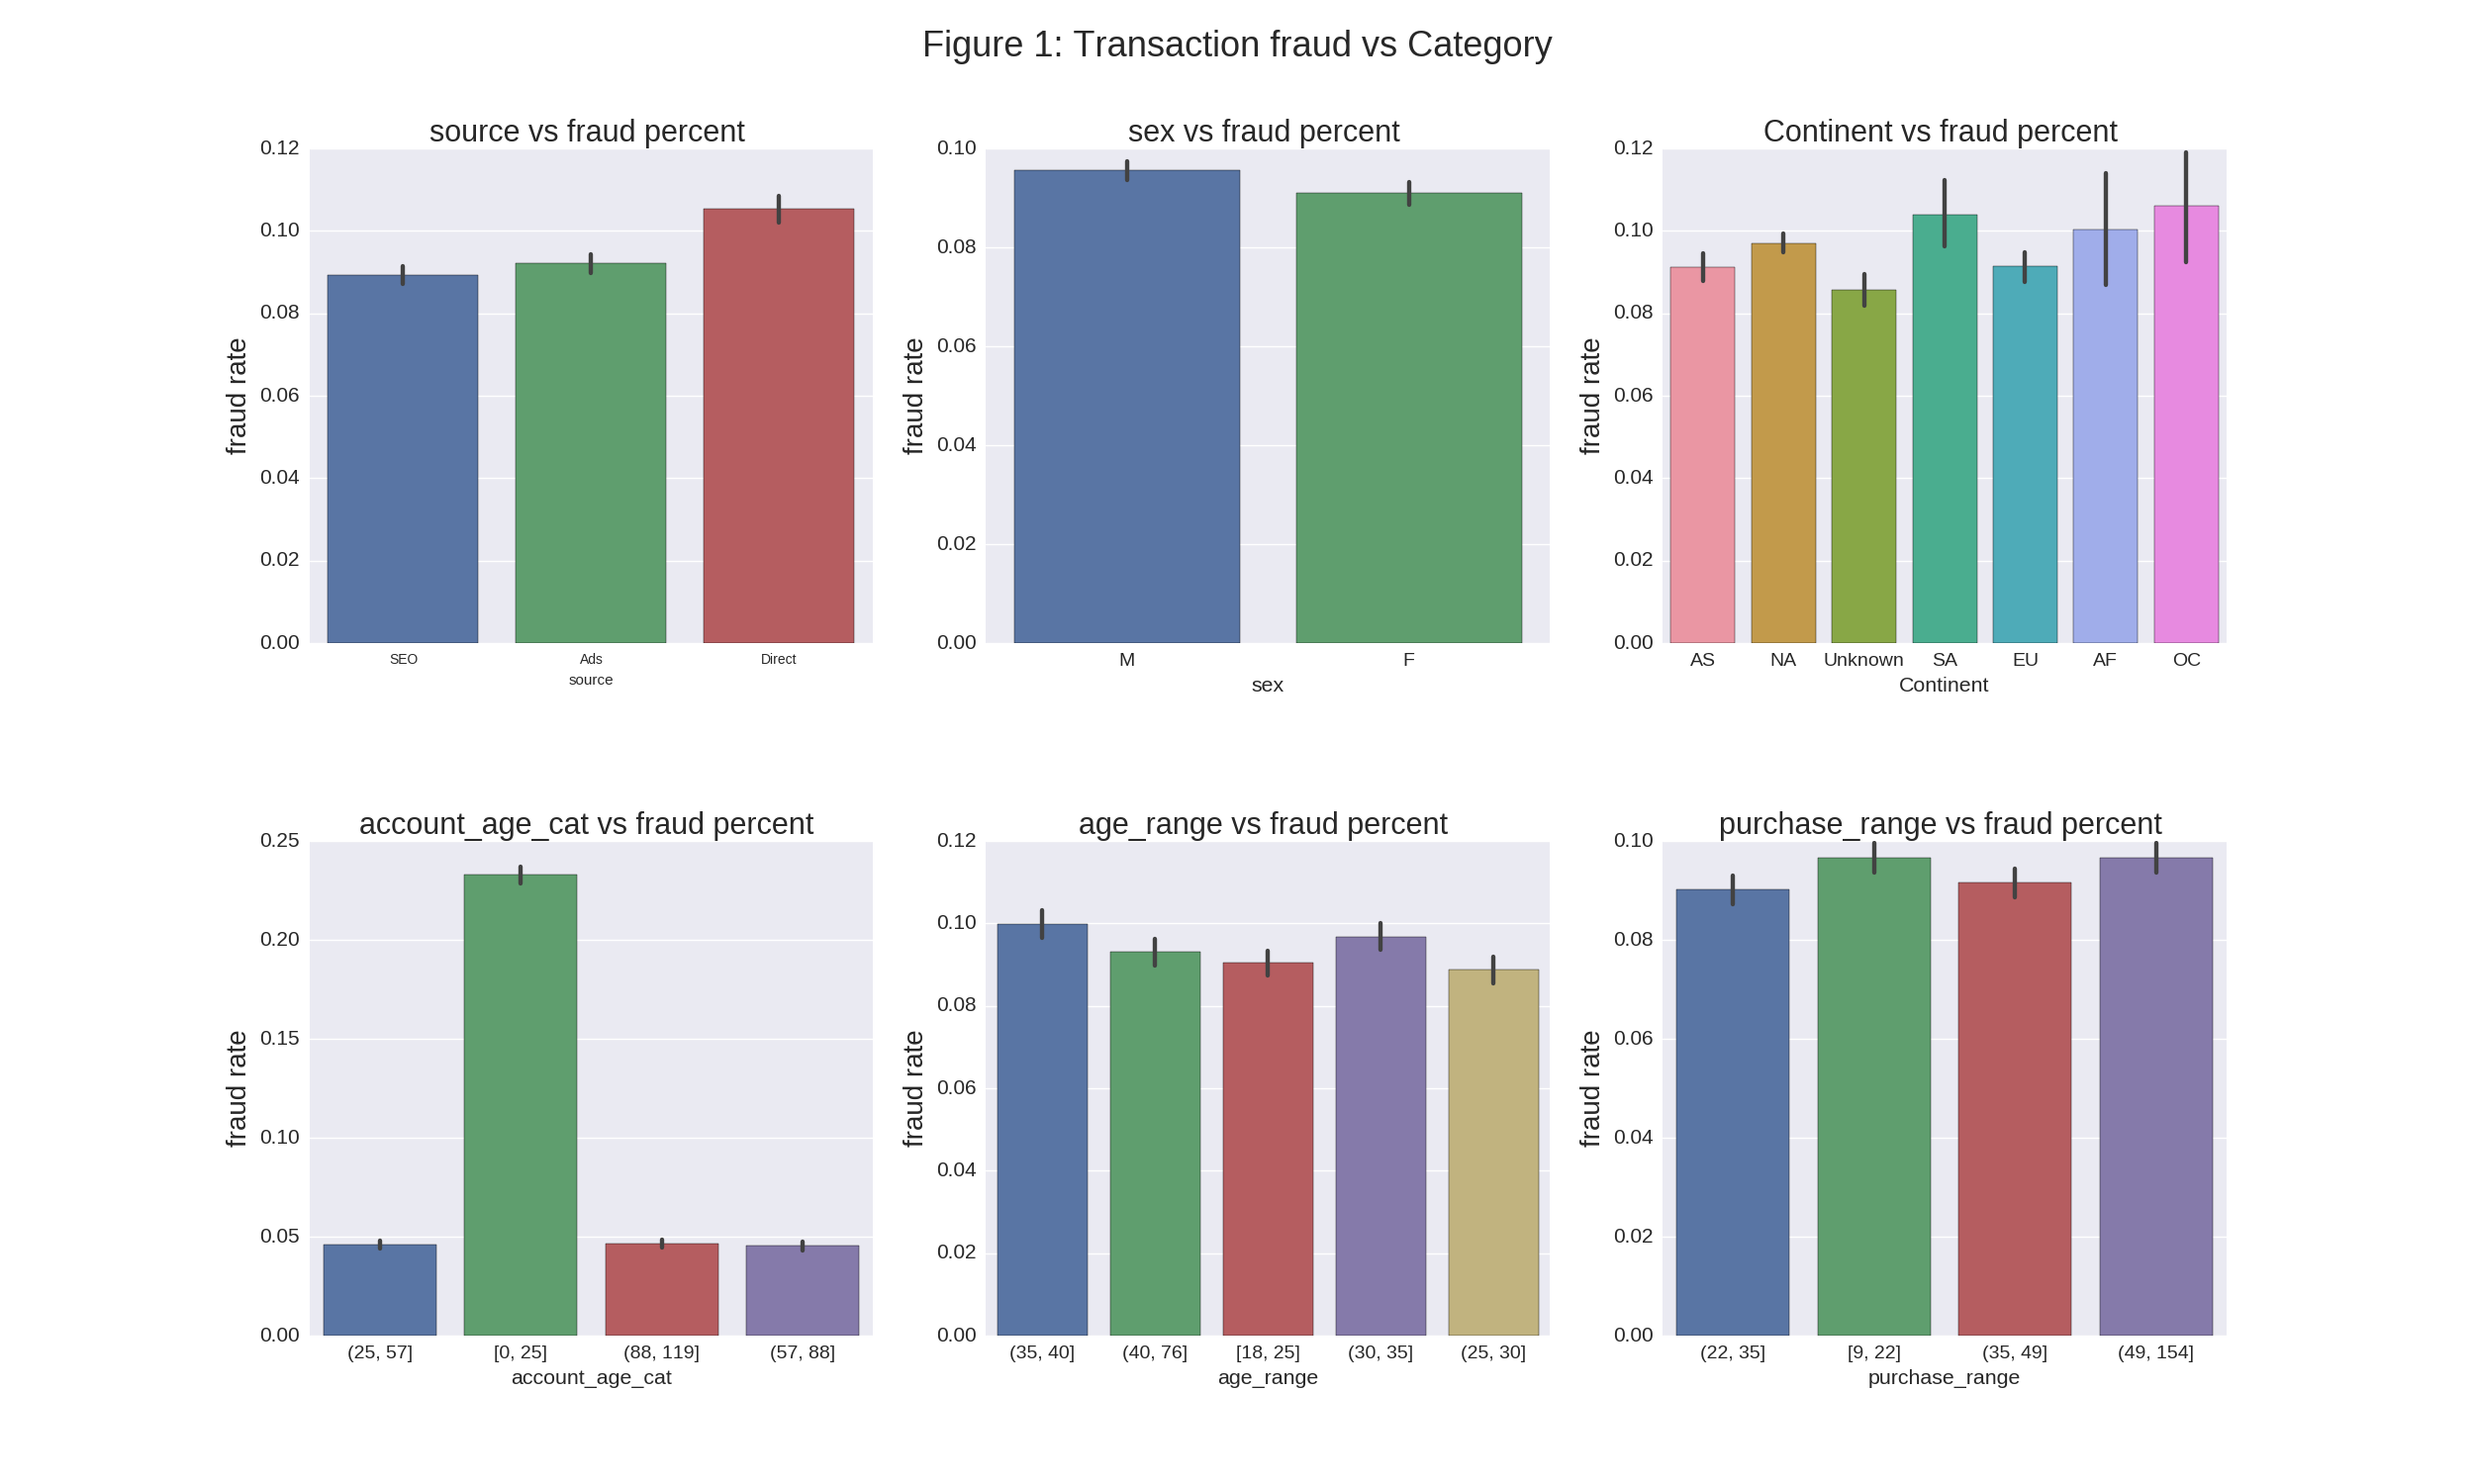 Figure 1: Transaction fraud vs Category
source vs fraud percent
0.12
0.10
0.08
0.06
0.04
0.02
0.00
fraud rate
SEO Ads Direct
source
sex vs fraud percent
0.10
0.08
0.06
0.04
0.02
0.00
fraud rate
M F
sex
Continent vs fraud percent
0.12
0.10
0.08
0.06
0.04
0.02
0.00
fraud rate
AS NA Unknown SA EU AF OC
Continent
account_age_cat vs fraud percent
0.25
0.20
0.15
0.10
0.05
0.00
fraud rate
(25, 57] [0, 25] (88, 119] (57, 88]
account_age_cat
age_range vs fraud percent
0.12
0.10
0.08
0.06
0.04
0.02
0.00
fraud rate
(35, 40] (40, 76] [18, 25] (30, 35] (25, 30]
age_range
purchase_range vs fraud percent
0.10
0.08
0.06
0.04
0.02
0.00
fraud rate
(22, 35] [9, 22] (35, 49] (49, 154]
purchase_range